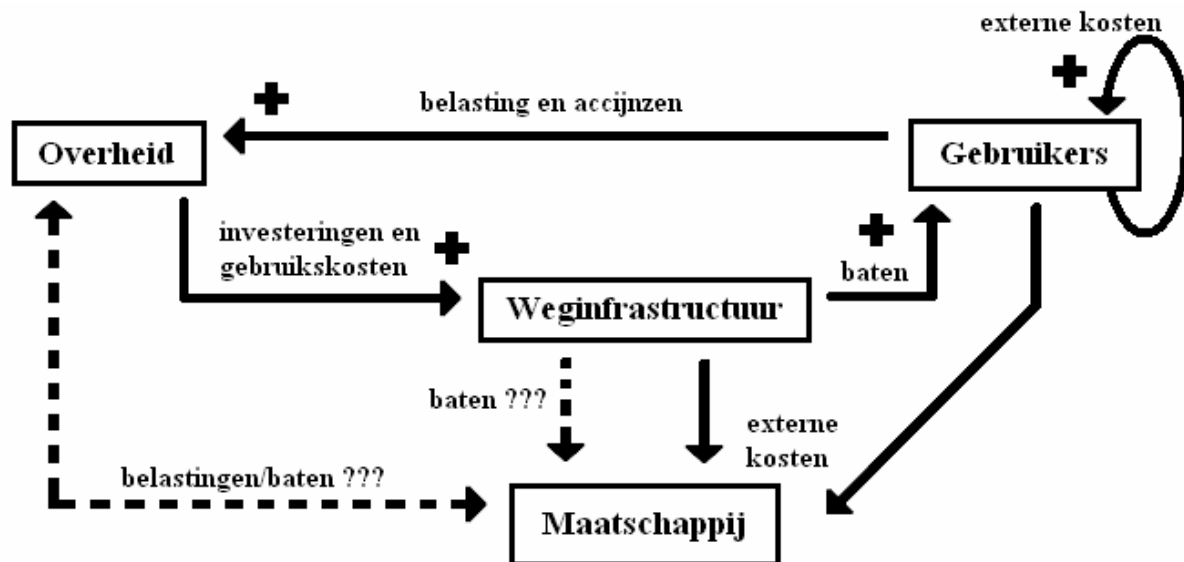 externe kosten
belasting en accijnzen
Overheid
Gebruikers
investeringen en
gebruikskosten
baten
Weginfrastructuur
baten ???
externe
kosten
belastingen/baten ???
Maatschappij